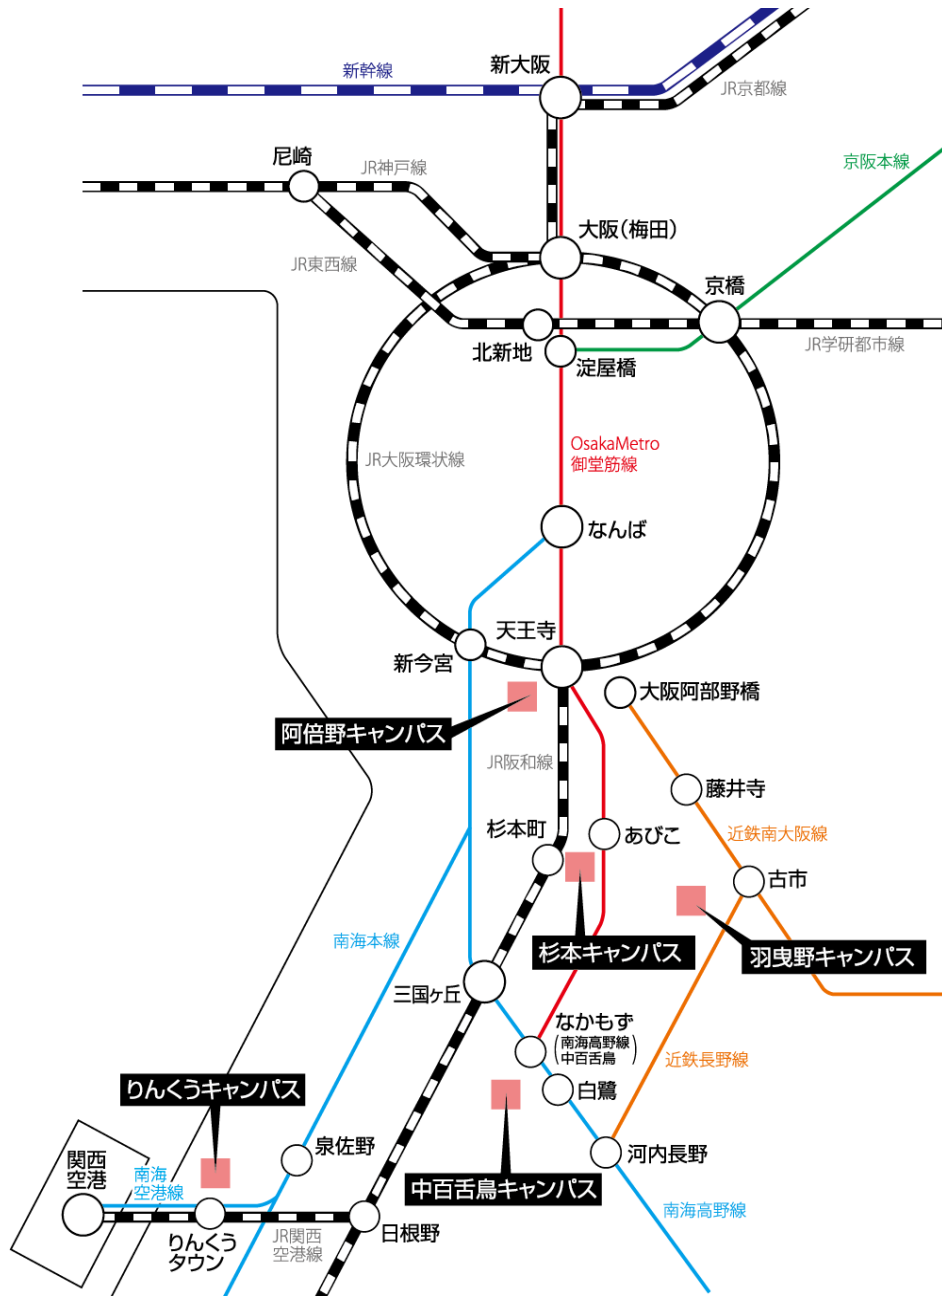 新大阪
新幹線
JR京都線
尼崎
JR神戸線
京阪本線
大阪(梅田)
JR東西線
京橋
北新地
淀屋橋
JR学研都市線
OsakaMetro
御堂筋線
JR大阪環状線
なんば
天王寺
新今宮
大阪阿部野橋
阿倍野キャンパス
JR阪和線
藤井寺
杉本町
あびこ
近鉄南大阪線
古市
南海本線
杉本キャンパス
羽曳野キャンパス
三国ヶ丘
なかもず
(南海高野線
中百舌鳥)
近鉄長野線
りんくうキャンパス
白鷺
泉佐野
河内長野
関西
空港
南海
空港線
中百舌鳥キャンパス
南海高野線
りんくう
タウン
JR関西
空港線
日根野